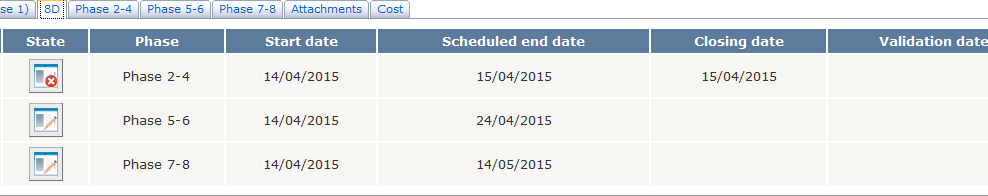 se 1) 8D Phase 2-4 Phase 5-6 Phase 7-8 Attachments Cost
State Phase Start date Scheduled end date Closing date Validation date
Phase 2-4 14/04/2015 15/04/2015 15/04/2015
Phase 5-6 14/04/2015 24/04/2015
Phase 7-8 14/04/2015 14/05/2015